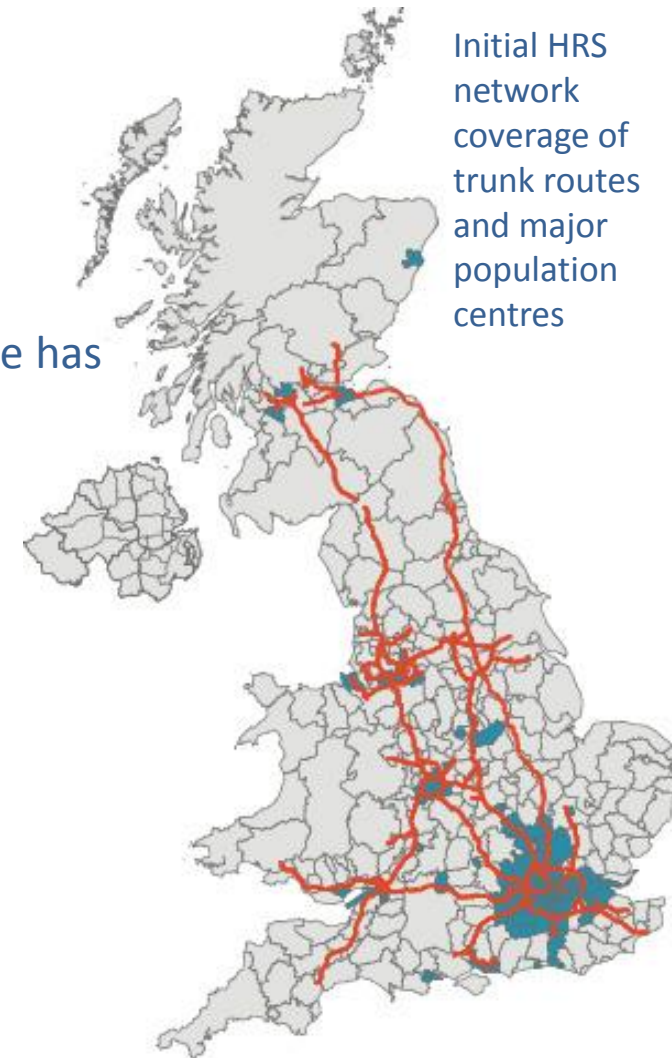 Initial HRS
network
coverage of
trunk routes
and major
population
centres
e has